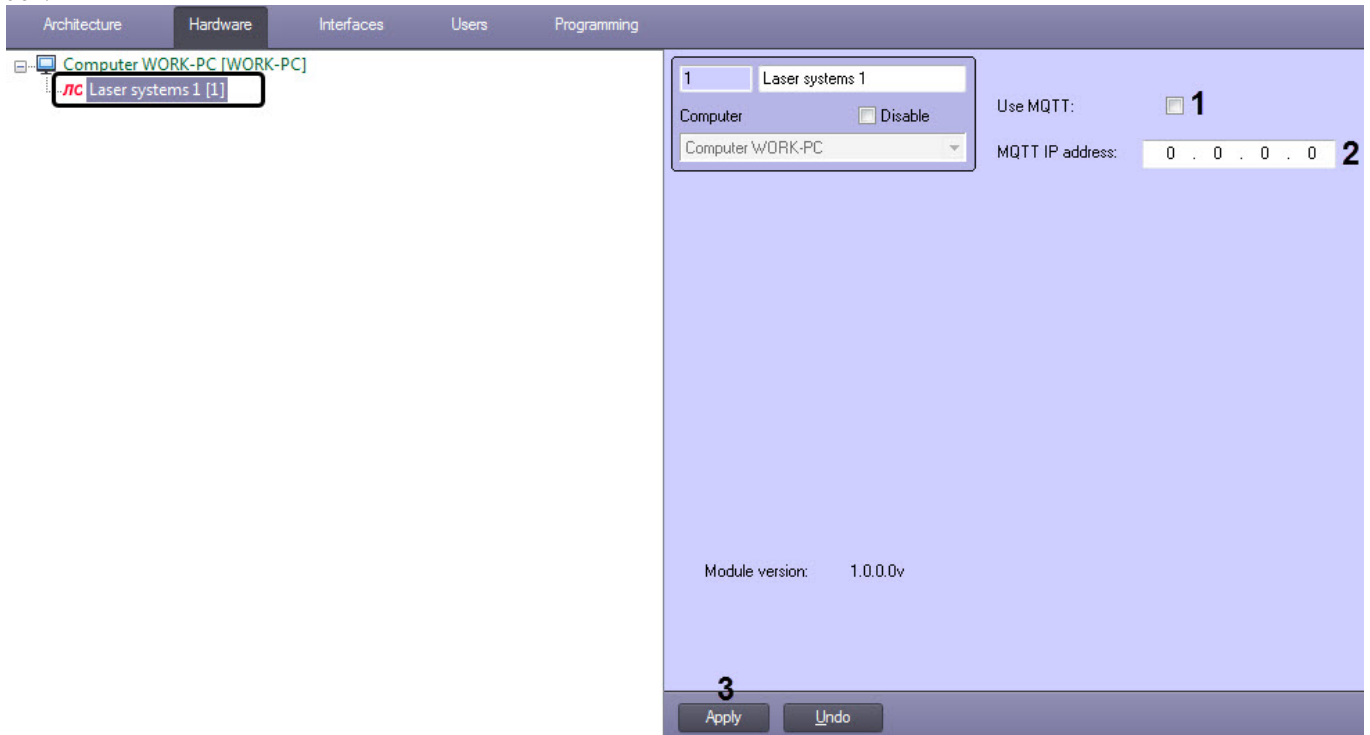 Architecture Hardware Interfaces Users Programming
Computer WORK-PC [WORK-PC]
ЛС Laser systems 1 [1]
1 Laser systems 1
Computer Disable
Computer WORK-PC
Use MQTT: 1
MQTT IP address: 0 . 0 . 0 . 0 2
Module version: 1.0.0.0v
3
Apply Undo